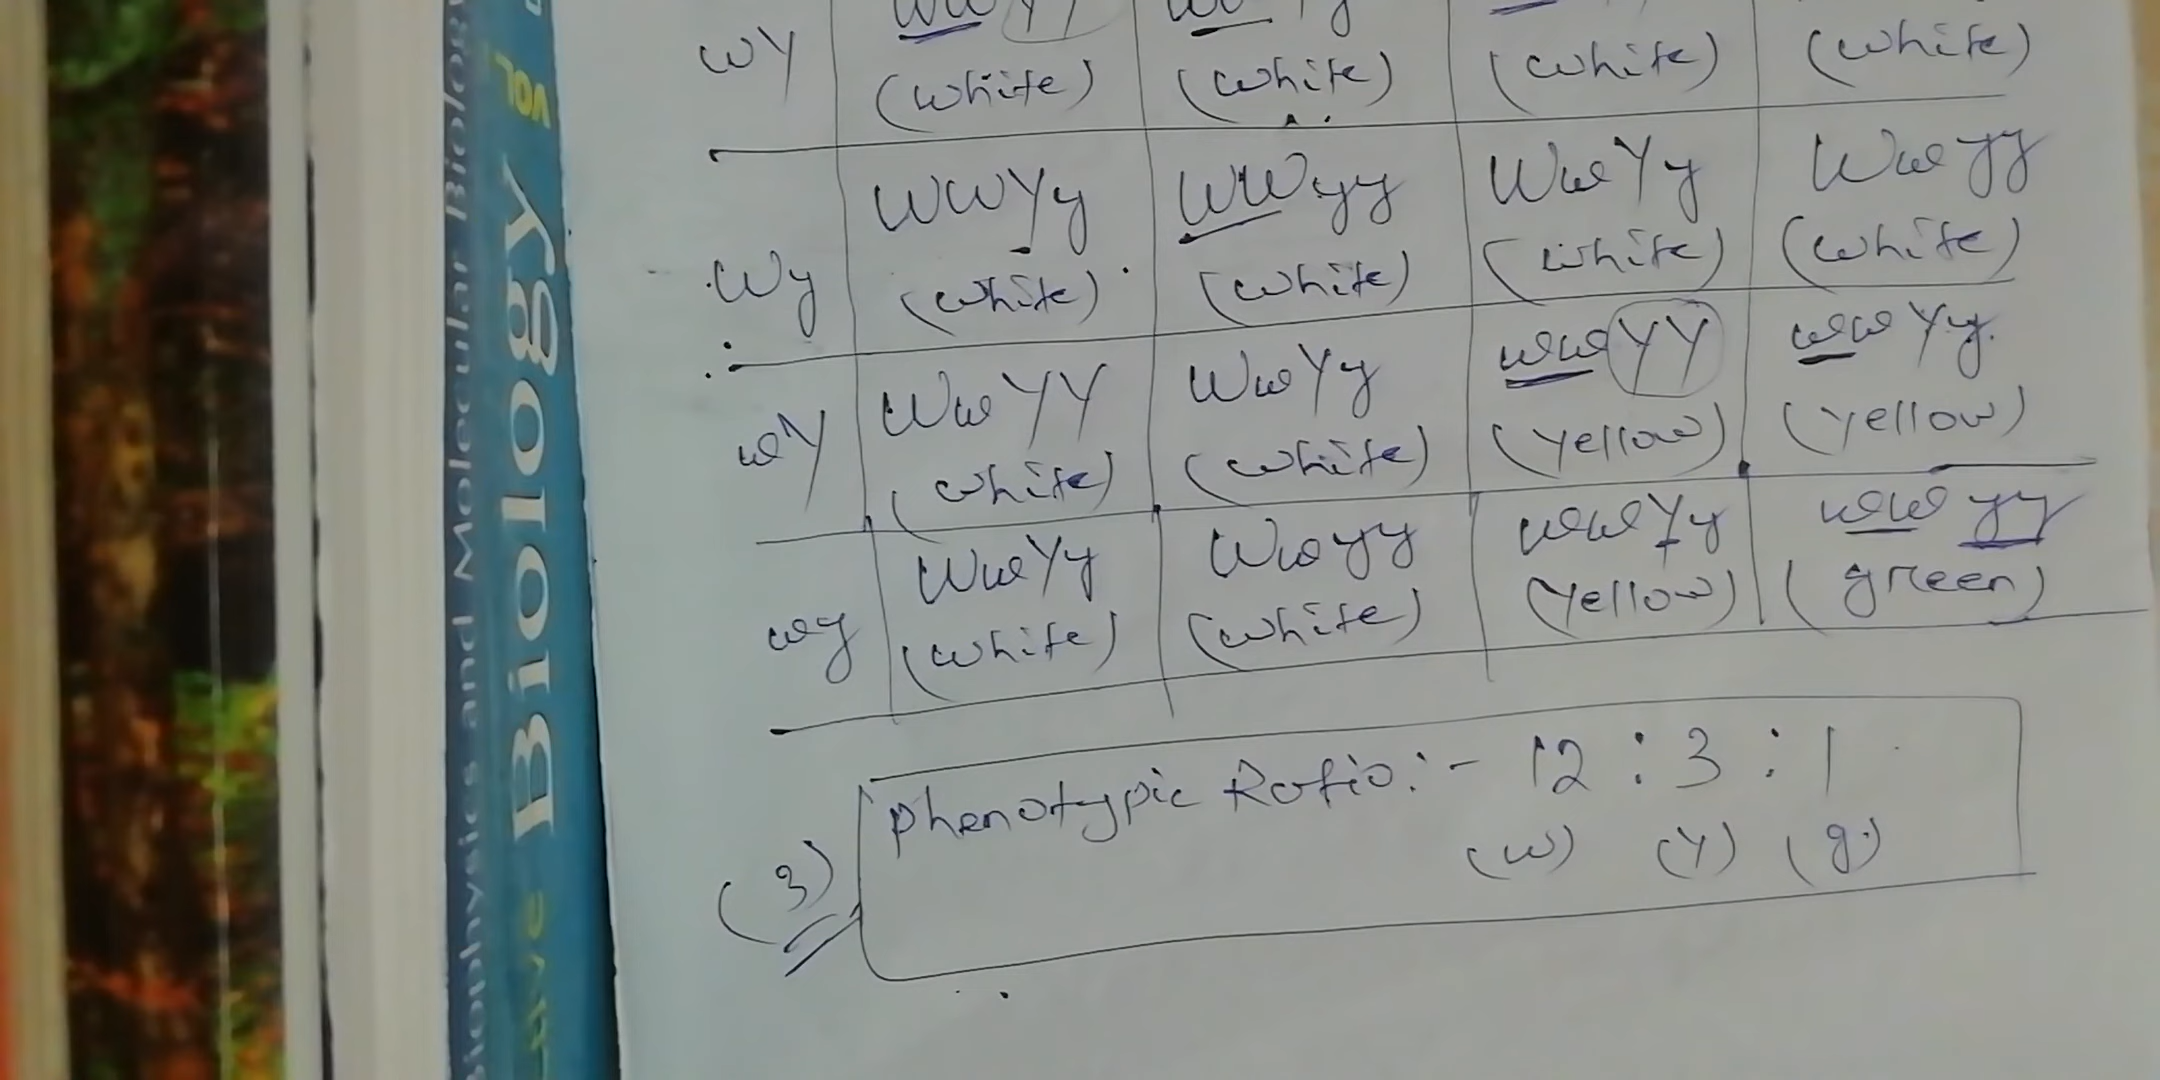 WY
(white) (white) (white) (white)
WWYy WWyy WwYy Wwyy
Wy
(white) (white) (white) (white)
WwYY WwYy wwYY wwYy
wY
(white) (white) (Yellow) (Yellow)
WwYy Wwyy wwYy wwyy
wy
(white) (white) (Yellow) (green)
Phenotypic Ratio:- 12 : 3 : 1
(W) (Y) (g)
(3)
Biophysics and Molecular Biology
Biology
VOL